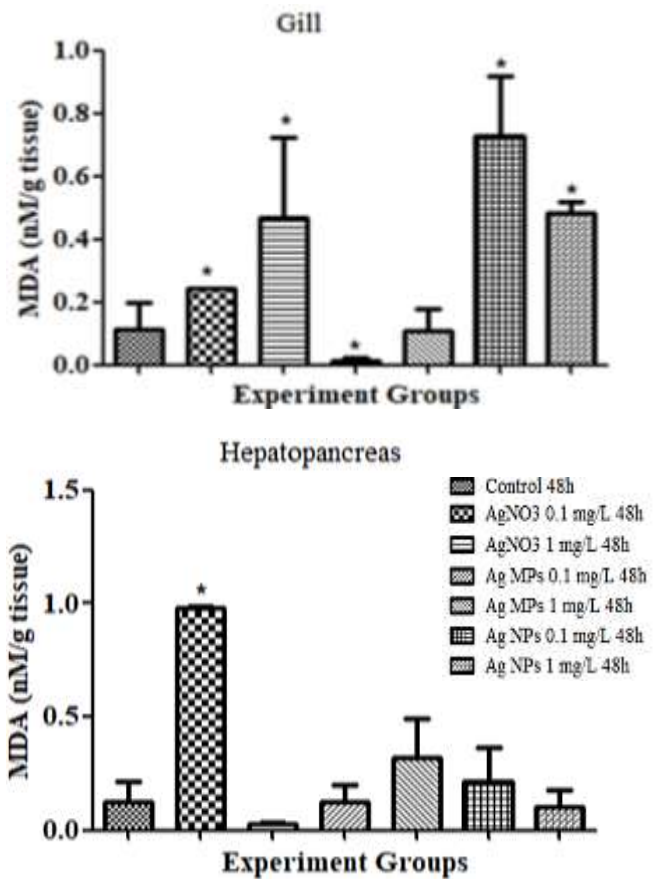 Gill
MDA (nM/g tissue)
1.0
*
0.8
*
0.6
*
0.4
*
0.2
*
0.0
Experiment Groups
Hepatopancreas
MDA (nM/g tissue)
1.5
Control 48h
AgNO3 0.1 mg/L 48h
AgNO3 1 mg/L 48h
Ag MPs 0.1 mg/L 48h
Ag MPs 1 mg/L 48h
Ag NPs 0.1 mg/L 48h
Ag NPs 1 mg/L 48h
*
1.0
0.5
0.0
Experiment Groups